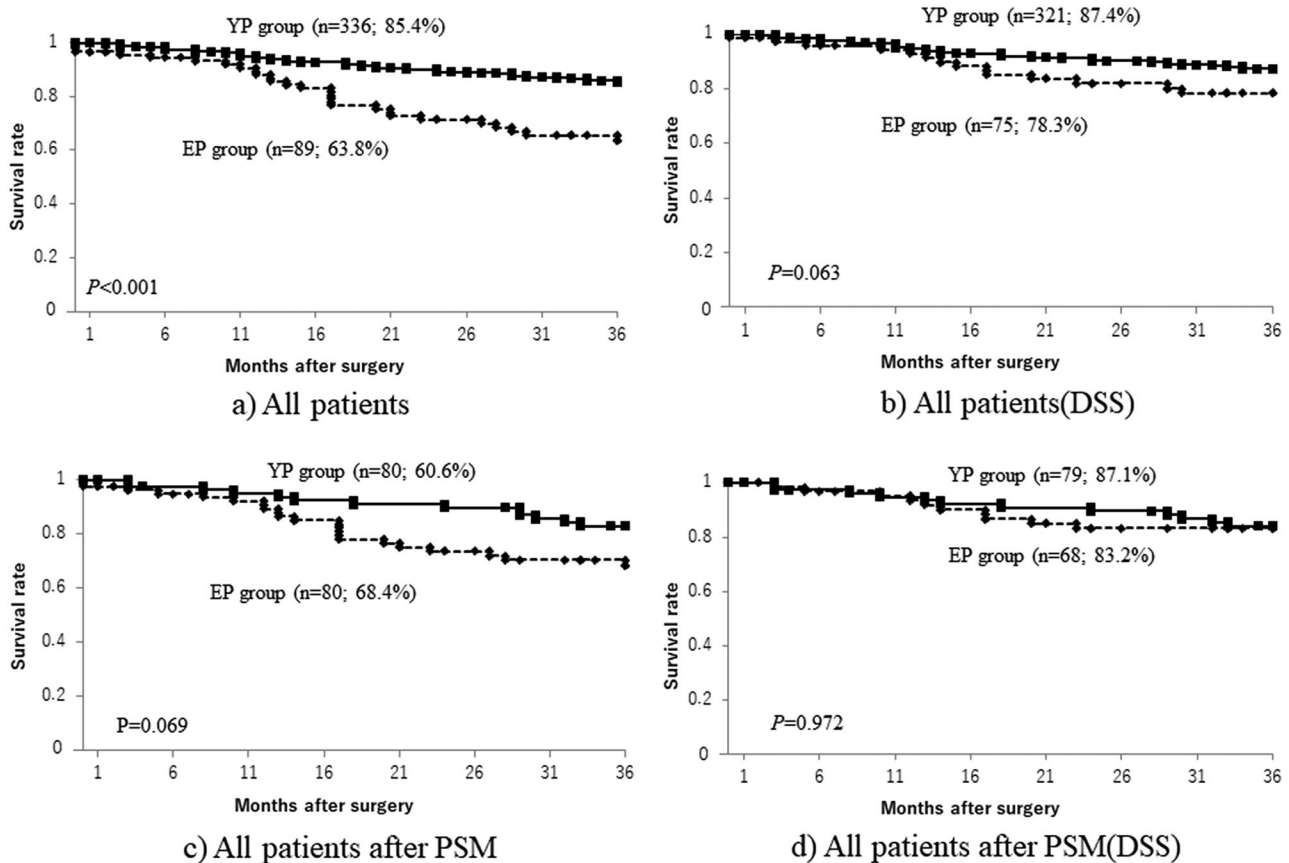 YP group (n=336; 85.4%)
1
0.8
0.6
0.4
0.2
0
Survival rate
EP group (n=89; 63.8%)
P<0.001
1 6 11 16 21 26 31 36
Months after surgery
a) All patients
YP group (n=321; 87.4%)
1
0.8
0.6
0.4
0.2
0
Survival rate
EP group (n=75; 78.3%)
P=0.063
1 6 11 16 21 26 31 36
Months after surgery
b) All patients(DSS)
YP group (n=80; 60.6%)
1
0.8
0.6
0.4
0.2
0
Survival rate
EP group (n=80; 68.4%)
P=0.069
1 6 11 16 21 26 31 36
Months after surgery
c) All patients after PSM
YP group (n=79; 87.1%)
1
0.8
0.6
0.4
0.2
0
Survival rate
EP group (n=68; 83.2%)
P=0.972
1 6 11 16 21 26 31 36
Months after surgery
d) All patients after PSM(DSS)